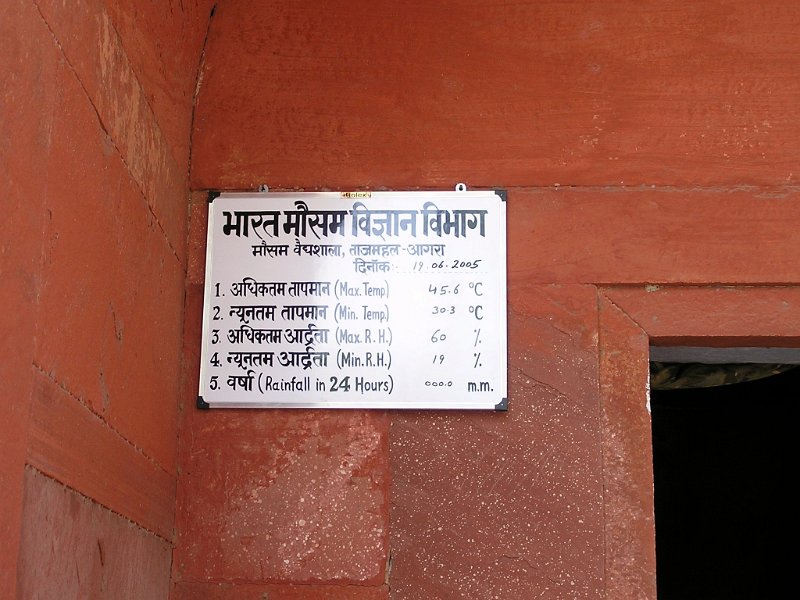 Galaxy
भारत मौसम विज्ञान विभाग
मौसम वैधशाला, ताजमहल-आगरा
दिनाँक:- 19.06.2005
1. अधिकतम तापमान (Max. Temp) 45.6 °C
2. न्यूनतम तापमान (Min. Temp) 30.3 °C
3. अधिकतम आर्द्रता (Max. R.H.) 60 %
4. न्यूनतम आर्द्रता (Min. R.H.) 19 %
5. वर्षा (Rainfall in 24 Hours) 000.0 m.m.